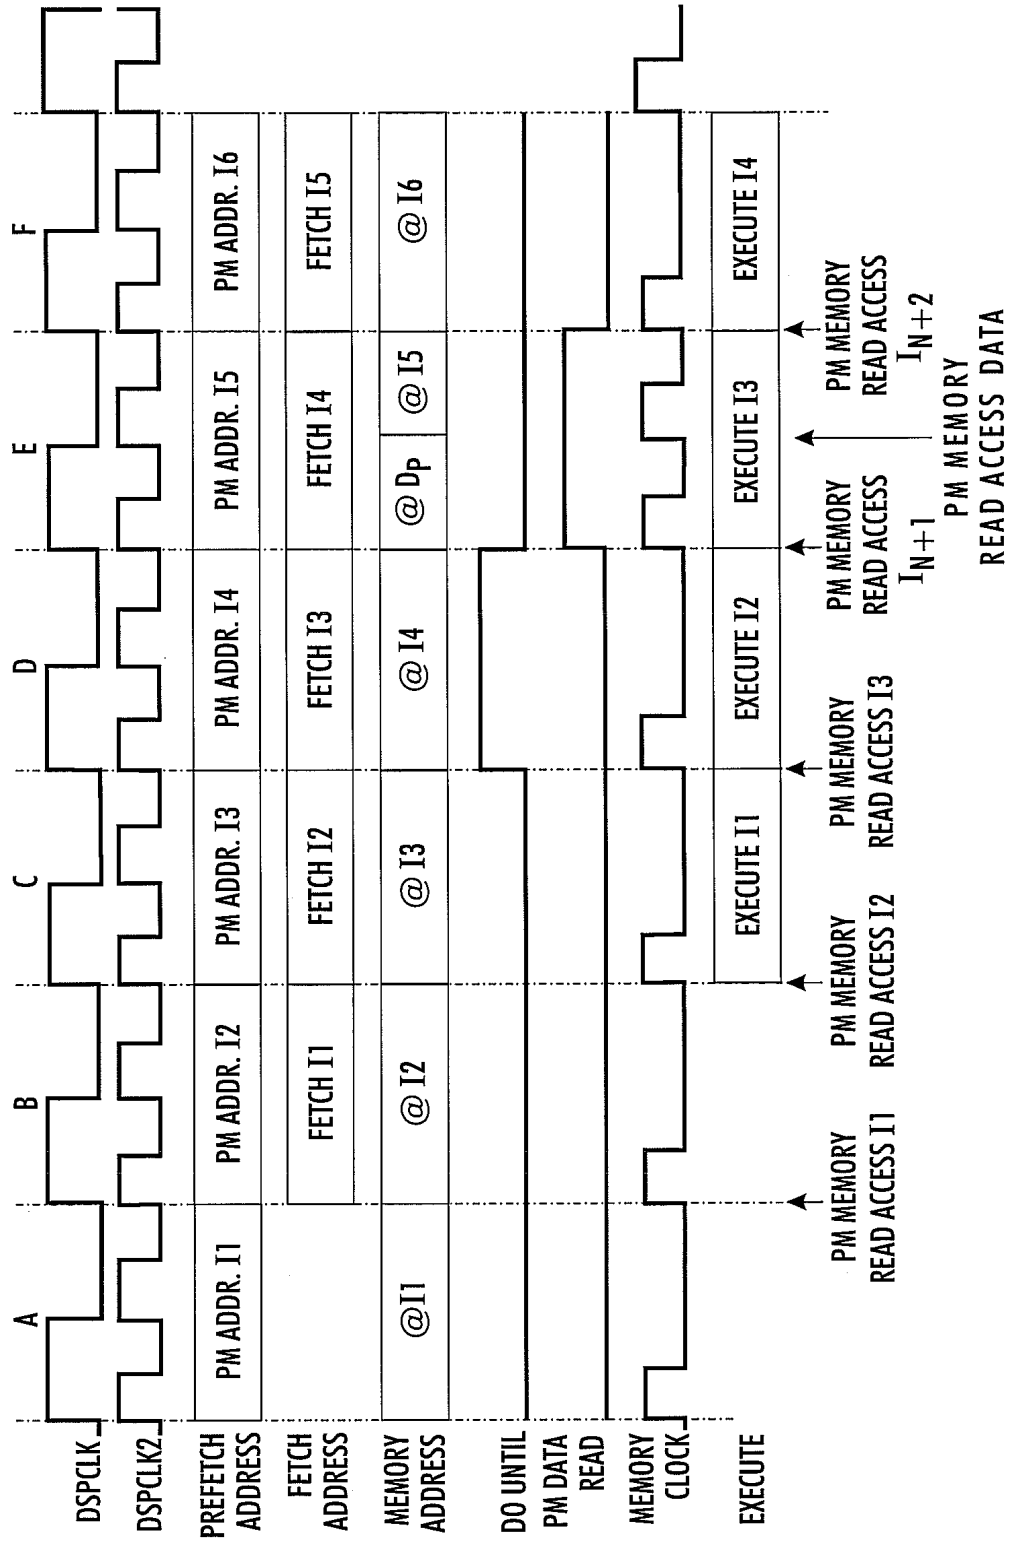 A B C D E F
DSPCLK
DSPCLK2
PREFETCH
ADDRESS
PM ADDR. I1 PM ADDR. I2 PM ADDR. I3 PM ADDR. I4 PM ADDR. I5 PM ADDR. I6
FETCH
ADDRESS
FETCH I1 FETCH I2 FETCH I3 FETCH I4 FETCH I5
MEMORY
ADDRESS
@I1 @ I2 @ I3 @ I4 @ DP @ I5 @ I6
DO UNTIL
PM DATA
READ
MEMORY
CLOCK
EXECUTE
EXECUTE I1 EXECUTE I2 EXECUTE I3 EXECUTE I4
PM MEMORY
READ ACCESS I1
PM MEMORY
READ ACCESS I2
PM MEMORY
READ ACCESS I3
PM MEMORY
READ ACCESS
IN+1
PM MEMORY
READ ACCESS DATA
PM MEMORY
READ ACCESS
IN+2